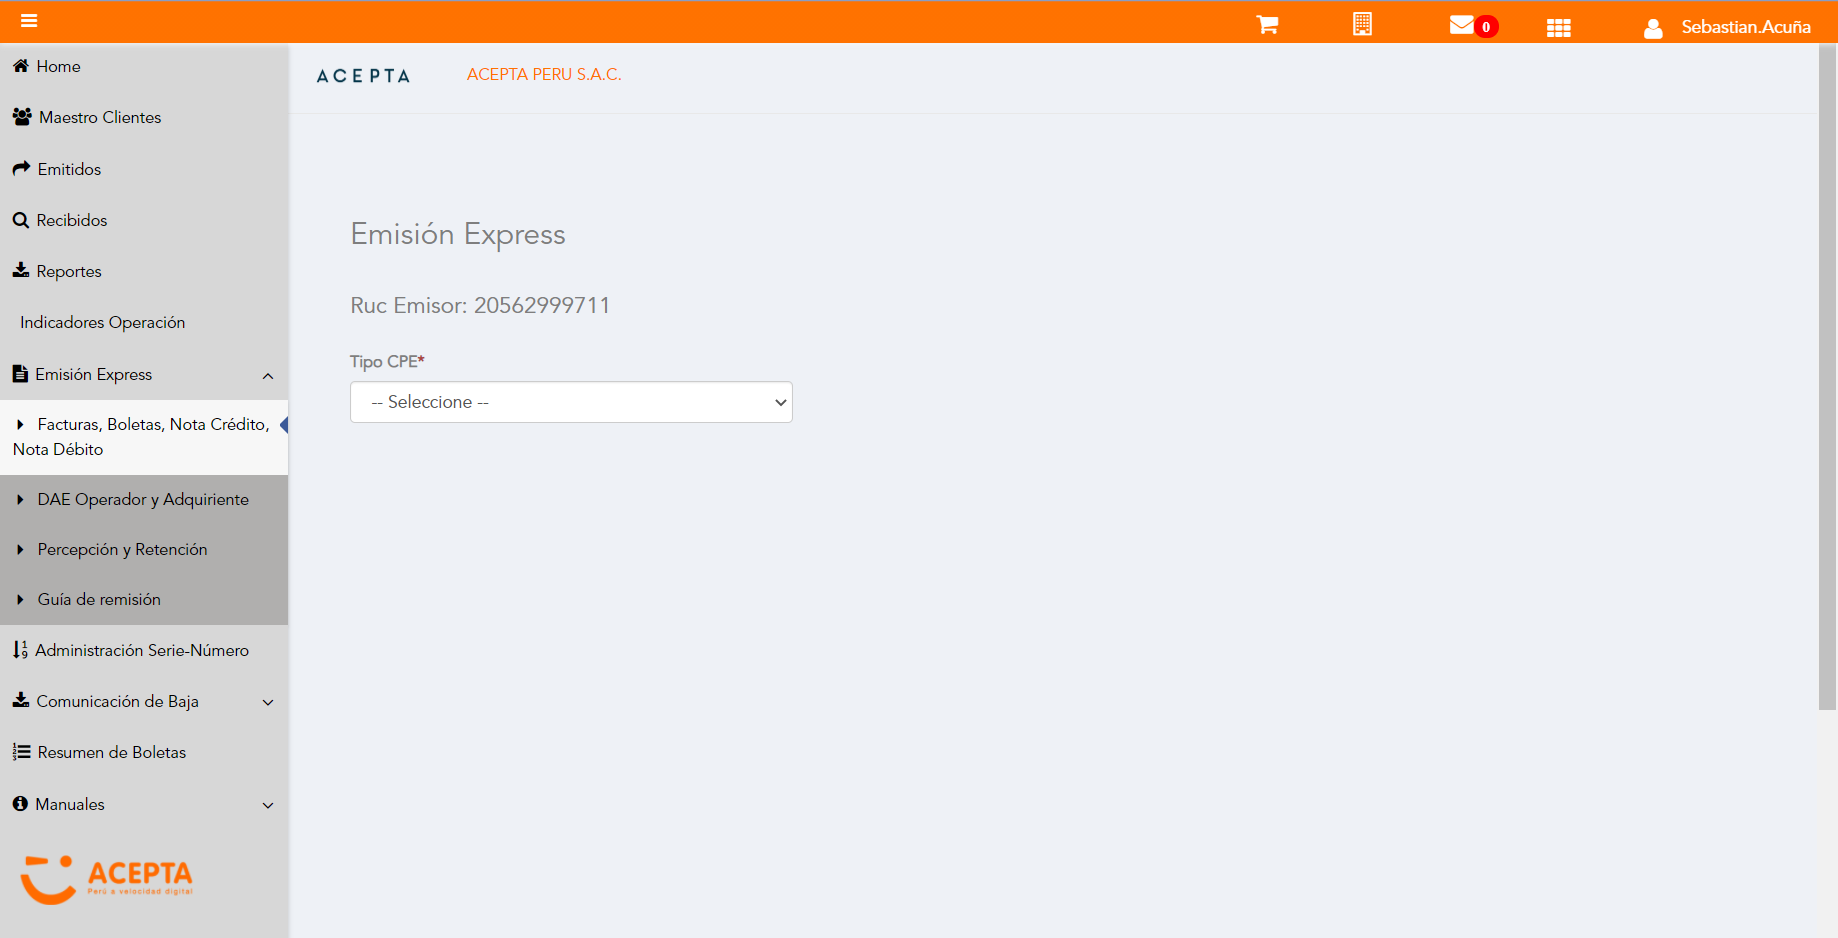 0
Sebastian.Acuña
Home
Maestro Clientes
Emitidos
Recibidos
Reportes
Indicadores Operación
Emisión Express
Facturas, Boletas, Nota Crédito,
Nota Débito
DAE Operador y Adquiriente
Percepción y Retención
Guía de remisión
Administración Serie-Número
Comunicación de Baja
Resumen de Boletas
Manuales
ACEPTA
Perú a velocidad digital
ACEPTA
ACEPTA PERU S.A.C.
Emisión Express
Ruc Emisor: 20562999711
Tipo CPE*
-- Seleccione --